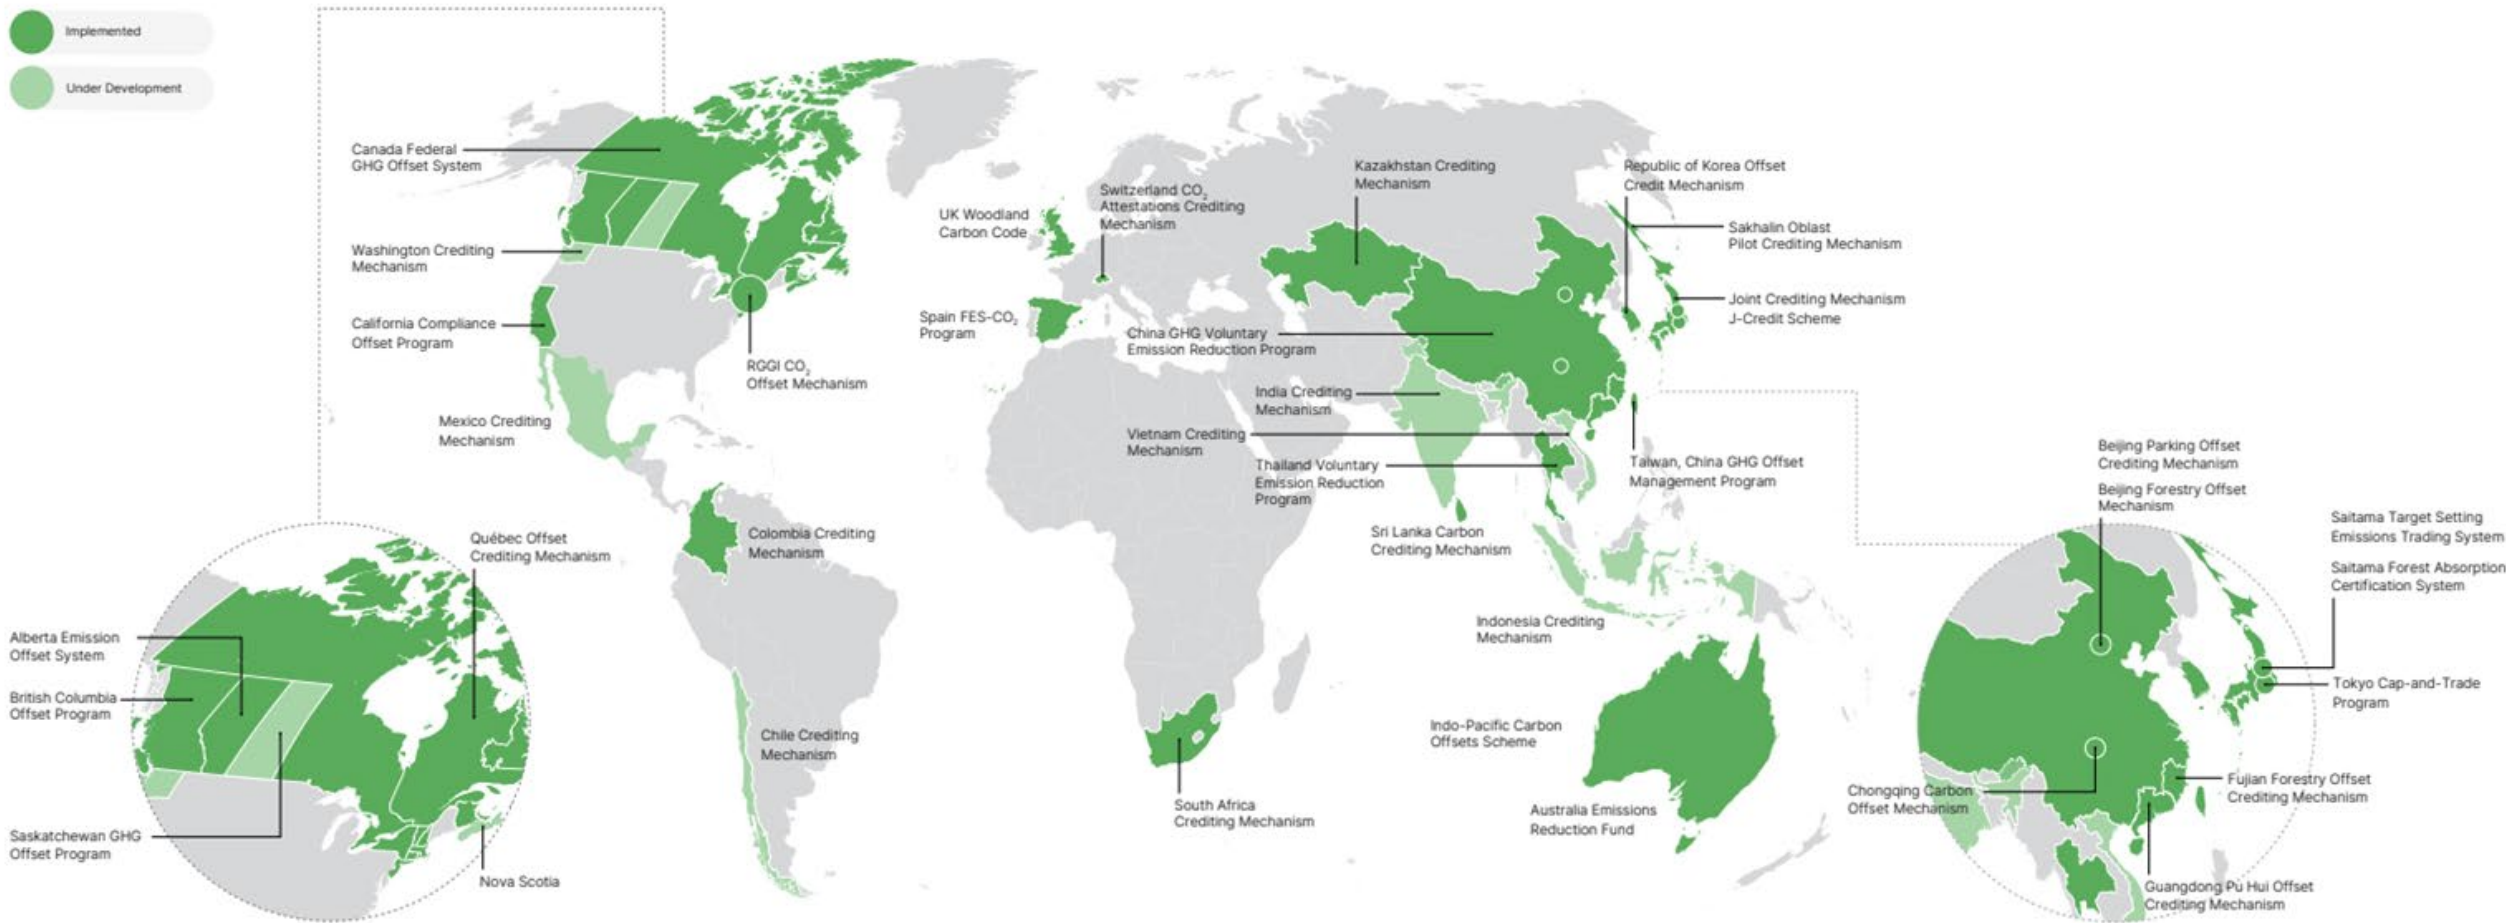 Implemented
Under Development
Canada Federal
GHG Offset System
Washington Crediting
Mechanism
California Compliance
Offset Program
RGGI CO₂
Offset Mechanism
Mexico Crediting
Mechanism
Colombia Crediting
Mechanism
Chile Crediting
Mechanism
Québec Offset
Crediting Mechanism
Alberta Emission
Offset System
British Columbia
Offset Program
Saskatchewan GHG
Offset Program
Nova Scotia
UK Woodland
Carbon Code
Switzerland CO₂
Attestations Crediting
Mechanism
Spain FES-CO₂
Program
Kazakhstan Crediting
Mechanism
Republic of Korea Offset
Credit Mechanism
Sakhalin Oblast
Pilot Crediting Mechanism
Joint Crediting Mechanism
J-Credit Scheme
China GHG Voluntary
Emission Reduction Program
India Crediting
Mechanism
Vietnam Crediting
Mechanism
Thailand Voluntary
Emission Reduction
Program
Taiwan, China GHG Offset
Management Program
Sri Lanka Carbon
Crediting Mechanism
Indonesia Crediting
Mechanism
Indo-Pacific Carbon
Offsets Scheme
Australia Emissions
Reduction Fund
South Africa
Crediting Mechanism
Beijing Parking Offset
Crediting Mechanism
Beijing Forestry Offset
Mechanism
Saitama Target Setting
Emissions Trading System
Saitama Forest Absorption
Certification System
Tokyo Cap-and-Trade
Program
Chongqing Carbon
Offset Mechanism
Fujian Forestry Offset
Crediting Mechanism
Guangdong Pu Hui Offset
Crediting Mechanism